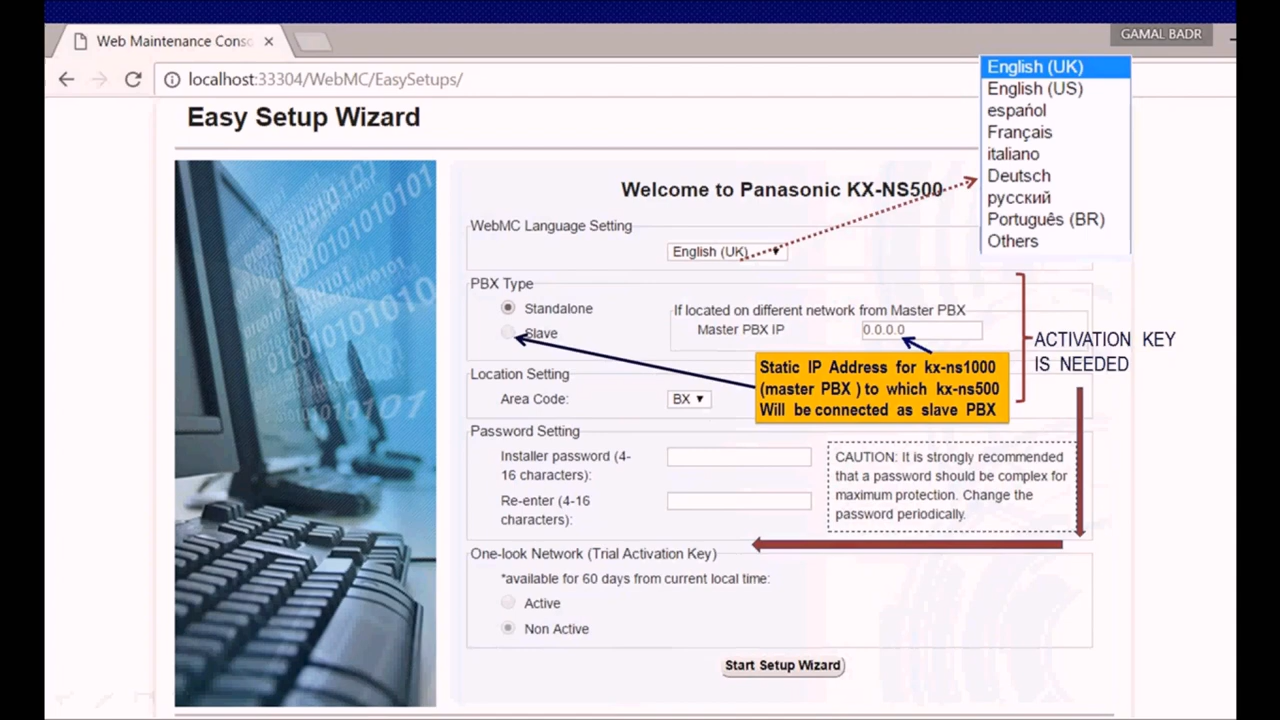 Web Maintenance Conso
GAMAL BADR
localhost:33304/WebMC/EasySetups/
English (UK)
English (US)
español
Français
italiano
Deutsch
русский
Português (BR)
Others
Easy Setup Wizard
Welcome to Panasonic KX-NS500
WebMC Language Setting
English (UK)
PBX Type
Standalone
Slave
If located on different network from Master PBX
Master PBX IP
0.0.0.0
ACTIVATION KEY
IS NEEDED
Static IP Address for kx-ns1000
(master PBX ) to which kx-ns500
Will be connected as slave PBX
Location Setting
Area Code:
BX
Password Setting
Installer password (4-
16 characters):
Re-enter (4-16
characters):
CAUTION: It is strongly recommended
that a password should be complex for
maximum protection. Change the
password periodically.
One-look Network (Trial Activation Key)
*available for 60 days from current local time:
Active
Non Active
Start Setup Wizard
0101
01010101
101010
1010